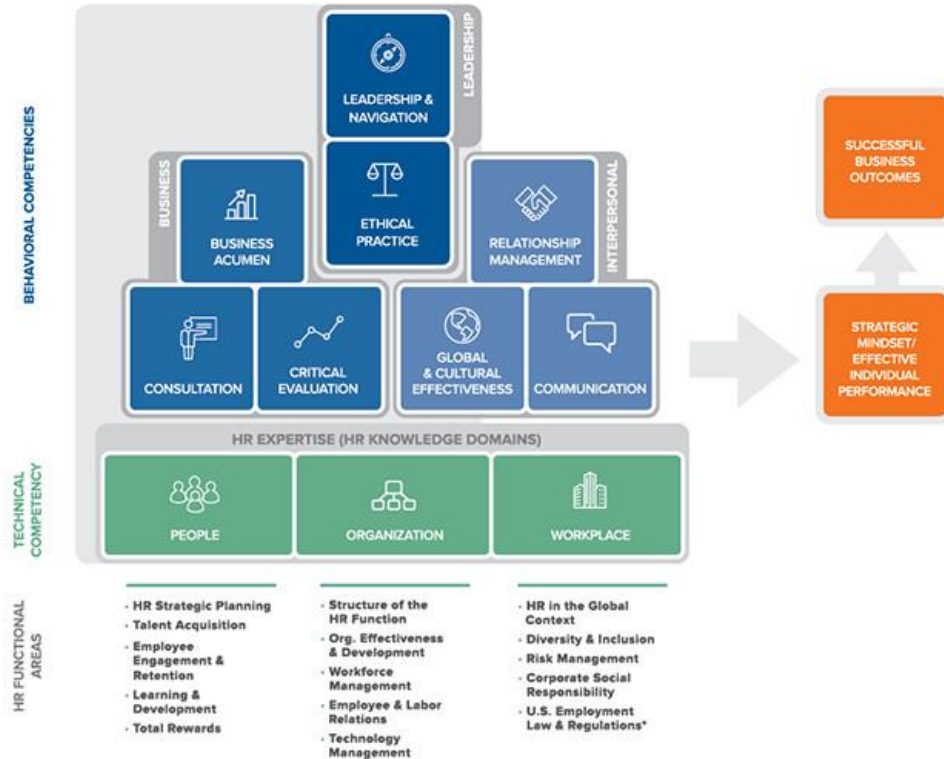 BEHAVIORAL COMPETENCIES
LEADERSHIP
LEADERSHIP &
NAVIGATION
ETHICAL
PRACTICE
BUSINESS
BUSINESS
ACUMEN
CONSULTATION
CRITICAL
EVALUATION
INTERPERSONAL
RELATIONSHIP
MANAGEMENT
GLOBAL
& CULTURAL
EFFECTIVENESS
COMMUNICATION
SUCCESSFUL
BUSINESS
OUTCOMES
STRATEGIC
MINDSET/
EFFECTIVE
INDIVIDUAL
PERFORMANCE
TECHNICAL
COMPETENCY
HR EXPERTISE (HR KNOWLEDGE DOMAINS)
PEOPLE
ORGANIZATION
WORKPLACE
HR FUNCTIONAL
AREAS
• HR Strategic Planning
• Talent Acquisition
• Employee
Engagement &
Retention
• Learning &
Development
• Total Rewards
• Structure of the
HR Function
• Org. Effectiveness
& Development
• Workforce
Management
• Employee & Labor
Relations
• Technology
Management
• HR in the Global
Context
• Diversity & Inclusion
• Risk Management
• Corporate Social
Responsibility
• U.S. Employment
Law & Regulations*